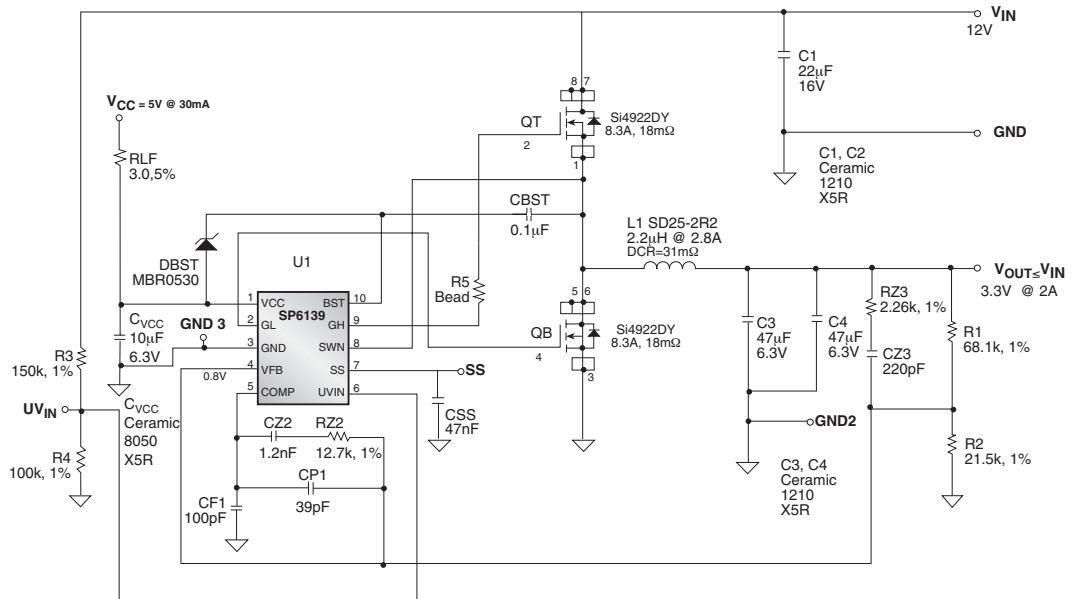 VIN
12V
C1
22μF
16V
GND
C1, C2
Ceramic
1210
X5R
VCC = 5V @ 30mA
RLF
3.0,5%
8 7
QT
2
Si4922DY
8.3A, 18mΩ
1
CBST
0.1μF
DBST
MBR0530
U1
L1 SD25-2R2
2.2μH @ 2.8A
DCR=31mΩ
VOUT≤VIN
3.3V @ 2A
R5
Bead
1 VCC BST 10
SP6139
2 GL GH 9
3 GND SWN 8
4 VFB SS 7
5 COMP UVIN 6
0.8V
CVCC
10μF
6.3V
GND 3
5 6
QB
4
Si4922DY
8.3A, 18mΩ
3
C3
47μF
6.3V
C4
47μF
6.3V
RZ3
2.26k, 1%
CZ3
220pF
R1
68.1k, 1%
R3
150k, 1%
UVIN
R4
100k, 1%
CVCC
Ceramic
8050
X5R
SS
CSS
47nF
CZ2
1.2nF
RZ2
12.7k, 1%
CP1
39pF
CF1
100pF
GND2
C3, C4
Ceramic
1210
X5R
R2
21.5k, 1%